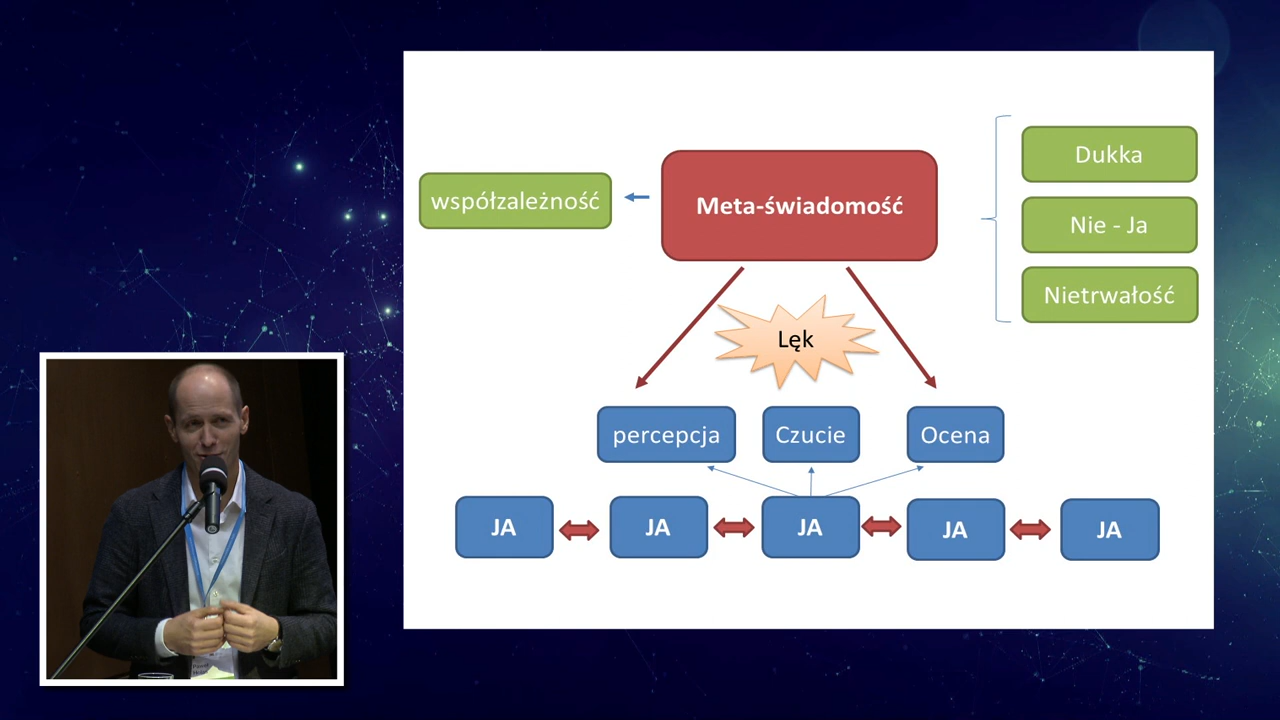 współzależność
Meta-świadomość
Dukka
Nie - Ja
Nietrwałość
Lęk
percepcja
Czucie
Ocena
JA
JA
JA
JA
JA